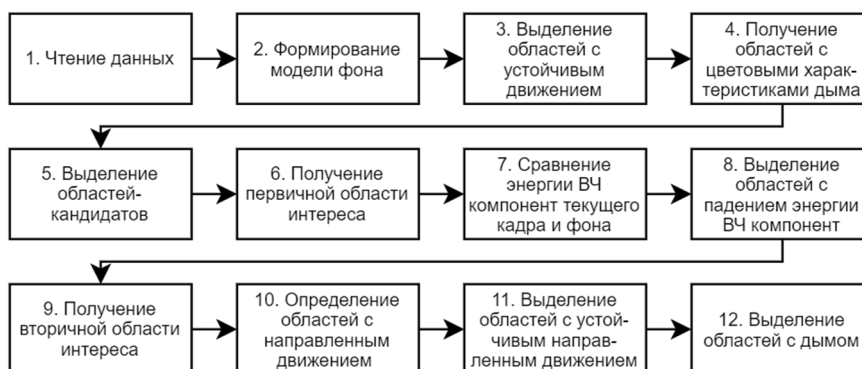 1. Чтение данных
2. Формирование
модели фона
3. Выделение
областей с
устойчивым
движением
4. Получение
областей с
цветовыми харак-
теристиками дыма
5. Выделение
областей-
кандидатов
6. Получение
первичной области
интереса
7. Сравнение
энергии ВЧ
компонент текущего
кадра и фона
8. Выделение
областей с
падением энергии
ВЧ компонент
9. Получение
вторичной области
интереса
10. Определение
областей с
направленным
движением
11. Выделение
областей с устой-
чивым направ-
ленным движением
12. Выделение
областей с дымом